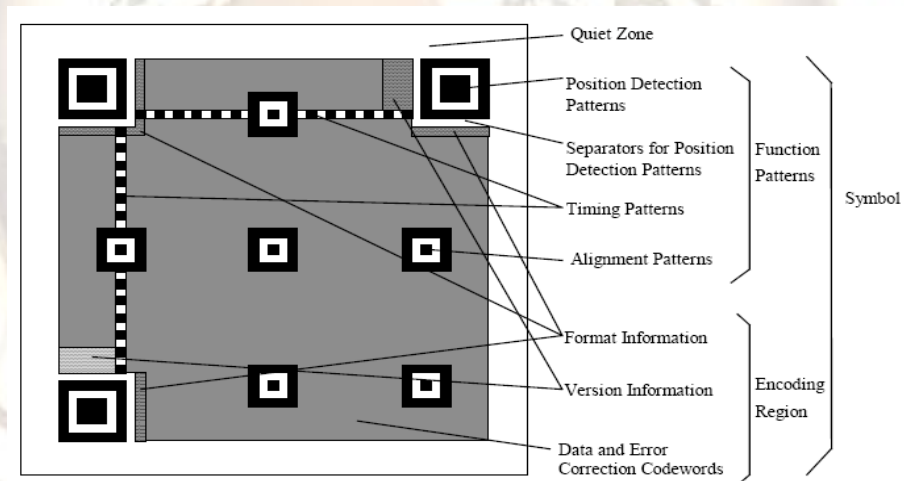 Quiet Zone
Position Detection
Patterns
Separators for Position
Detection Patterns
Function
Patterns
Symbol
Timing Patterns
Alignment Patterns
Format Information
Version Information
Encoding
Region
Data and Error
Correction Codewords